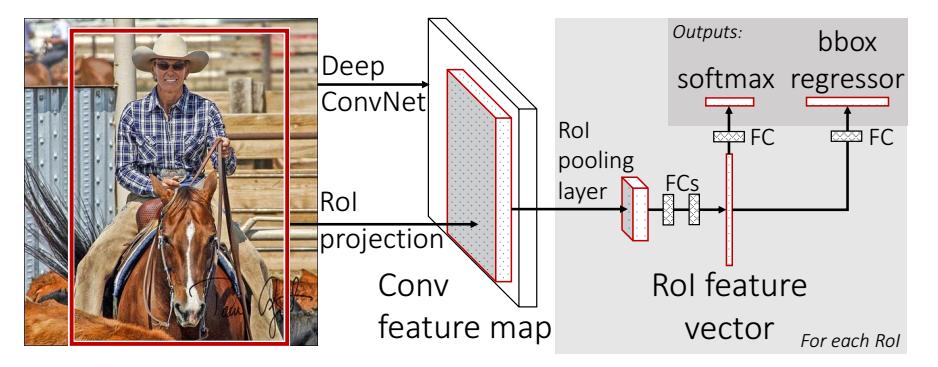 Deep
ConvNet
RoI
projection
Conv
feature map
RoI
pooling
layer
FCs
Outputs:
softmax
bbox
regressor
FC
FC
RoI feature
vector
For each RoI